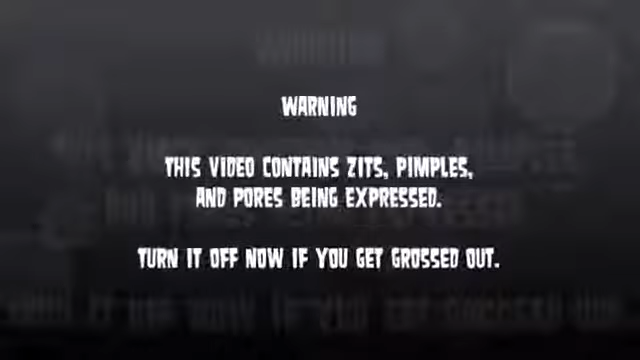 WARNING
THIS VIDEO CONTAINS ZITS, PIMPLES,
AND PORES BEING EXPRESSED.
TURN IT OFF NOW IF YOU GET GROSSED OUT.